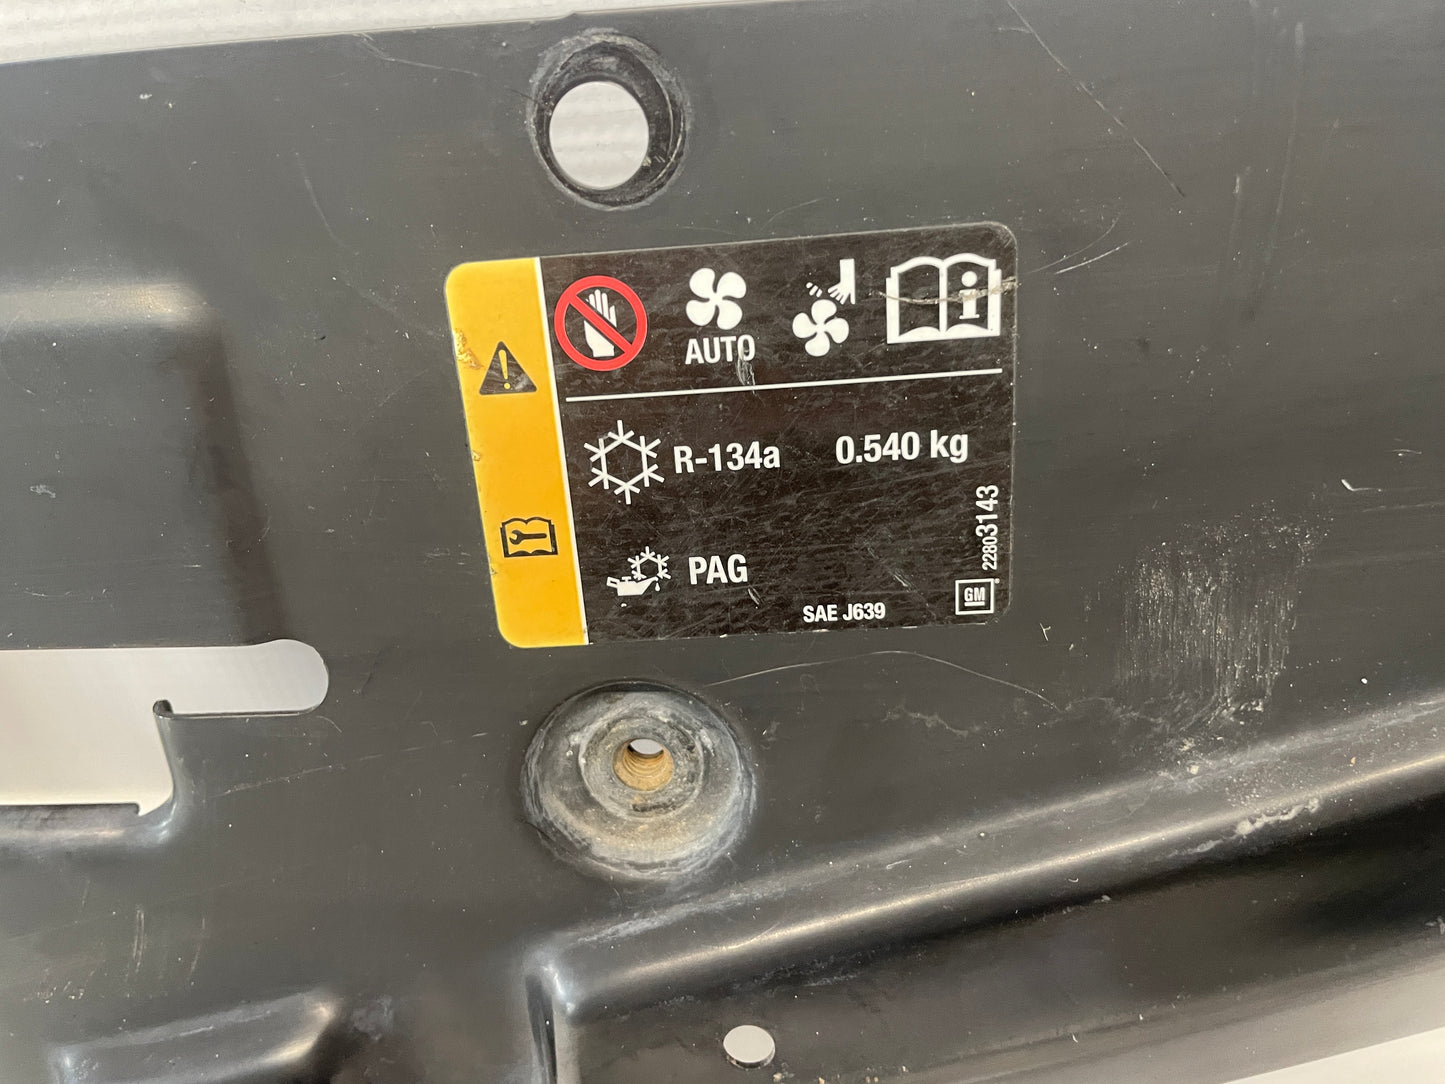 AUTO
R-134a 0.540 kg
PAG
SAE J639
GM
22803143